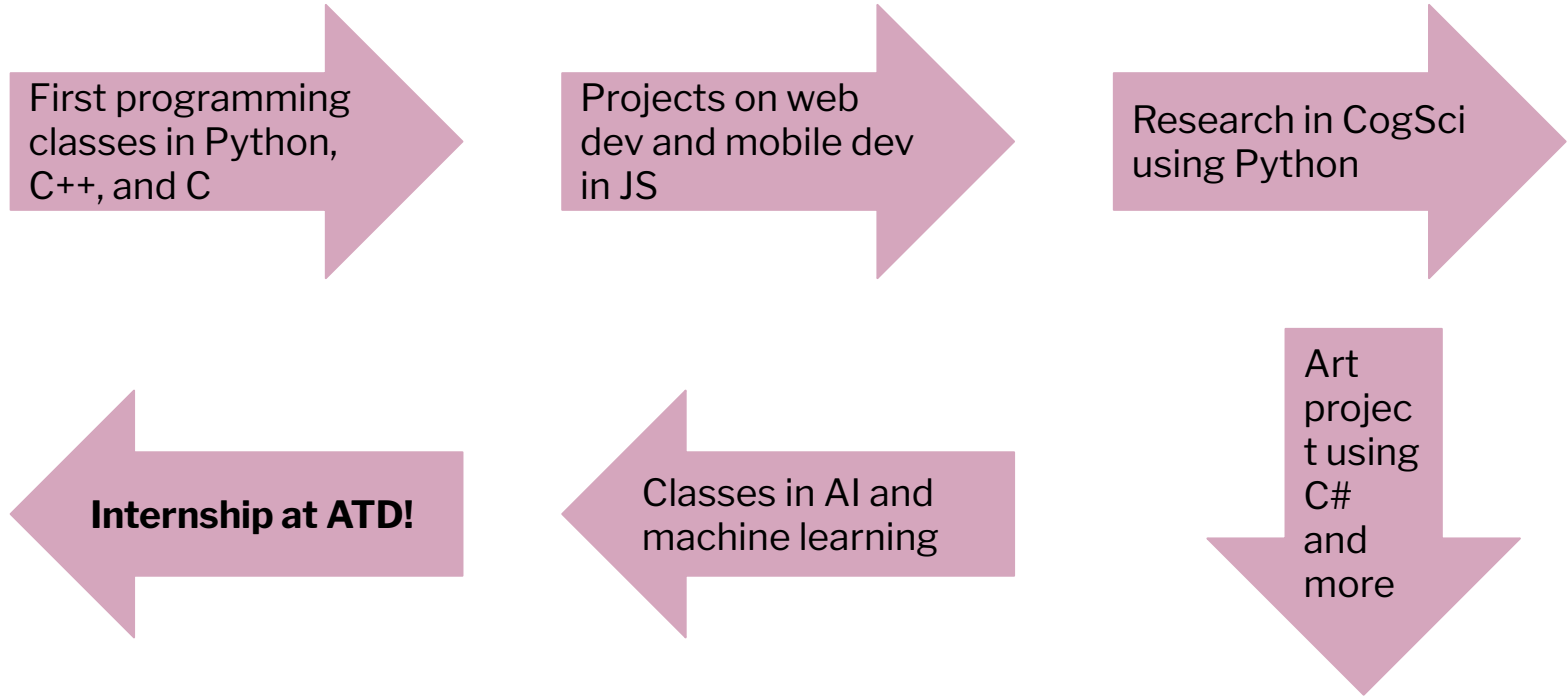 First programming
classes in Python,
C++, and C
Projects on web
dev and mobile dev
in JS
Research in CogSci
using Python
Art
projec
t using
C#
and
more
Classes in AI and
machine learning
Internship at ATD!